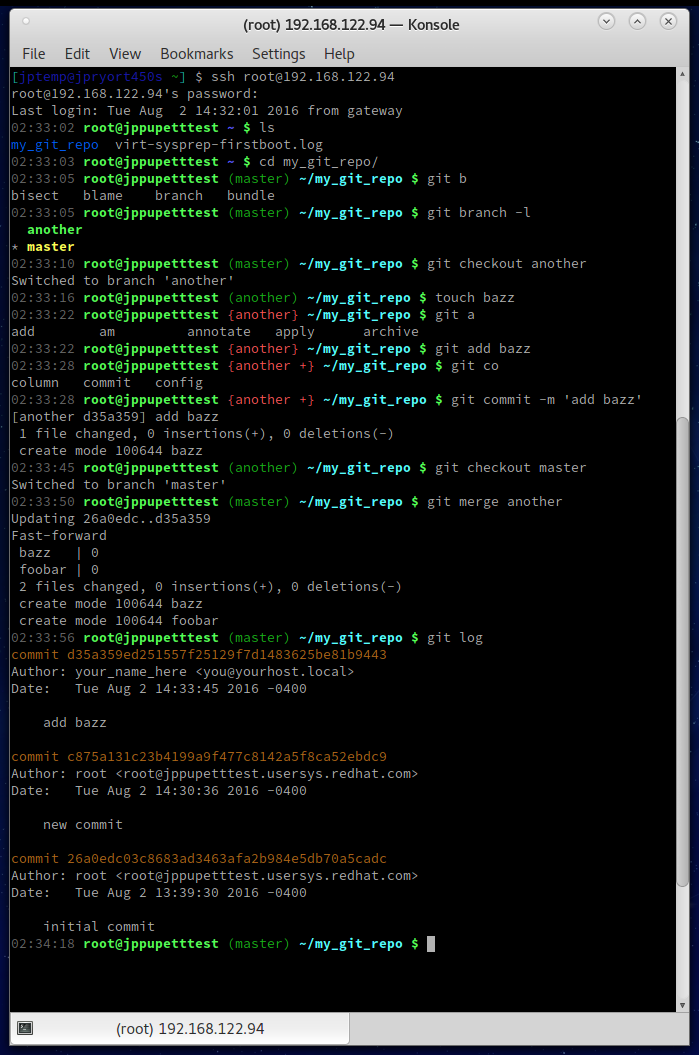 (root) 192.168.122.94 — Konsole
File Edit View Bookmarks Settings Help
[jptemp@jpryort450s ~] $ ssh root@192.168.122.94
root@192.168.122.94's password:
Last login: Tue Aug  2 14:32:01 2016 from gateway
02:33:02 root@jppupetttest ~ $ ls
my_git_repo  virt-sysprep-firstboot.log
02:33:03 root@jppupetttest ~ $ cd my_git_repo/
02:33:05 root@jppupetttest (master) ~/my_git_repo $ git b
bisect   blame    branch   bundle
02:33:05 root@jppupetttest (master) ~/my_git_repo $ git branch -l
  another
* master
02:33:10 root@jppupetttest (master) ~/my_git_repo $ git checkout another
Switched to branch 'another'
02:33:16 root@jppupetttest (another) ~/my_git_repo $ touch bazz
02:33:22 root@jppupetttest {another} ~/my_git_repo $ git a
add        am         annotate   apply      archive
02:33:22 root@jppupetttest {another} ~/my_git_repo $ git add bazz
02:33:28 root@jppupetttest {another +} ~/my_git_repo $ git co
column   commit   config
02:33:28 root@jppupetttest {another +} ~/my_git_repo $ git commit -m 'add bazz'
[another d35a359] add bazz
 1 file changed, 0 insertions(+), 0 deletions(-)
 create mode 100644 bazz
02:33:45 root@jppupetttest (another) ~/my_git_repo $ git checkout master
Switched to branch 'master'
02:33:50 root@jppupetttest (master) ~/my_git_repo $ git merge another
Updating 26a0edc..d35a359
Fast-forward
 bazz   | 0
 foobar | 0
 2 files changed, 0 insertions(+), 0 deletions(-)
 create mode 100644 bazz
 create mode 100644 foobar
02:33:56 root@jppupetttest (master) ~/my_git_repo $ git log
commit d35a359ed251557f25129f7d1483625be81b9443
Author: your_name_here <you@yourhost.local>
Date:   Tue Aug 2 14:33:45 2016 -0400
    add bazz
commit c875a131c23b4199a9f477c8142a5f8ca52ebdc9
Author: root <root@jppupetttest.usersys.redhat.com>
Date:   Tue Aug 2 14:30:36 2016 -0400
    new commit
commit 26a0edc03c8683ad3463afa2b984e5db70a5cadc
Author: root <root@jppupetttest.usersys.redhat.com>
Date:   Tue Aug 2 13:39:30 2016 -0400
    initial commit
02:34:18 root@jppupetttest (master) ~/my_git_repo $
(root) 192.168.122.94